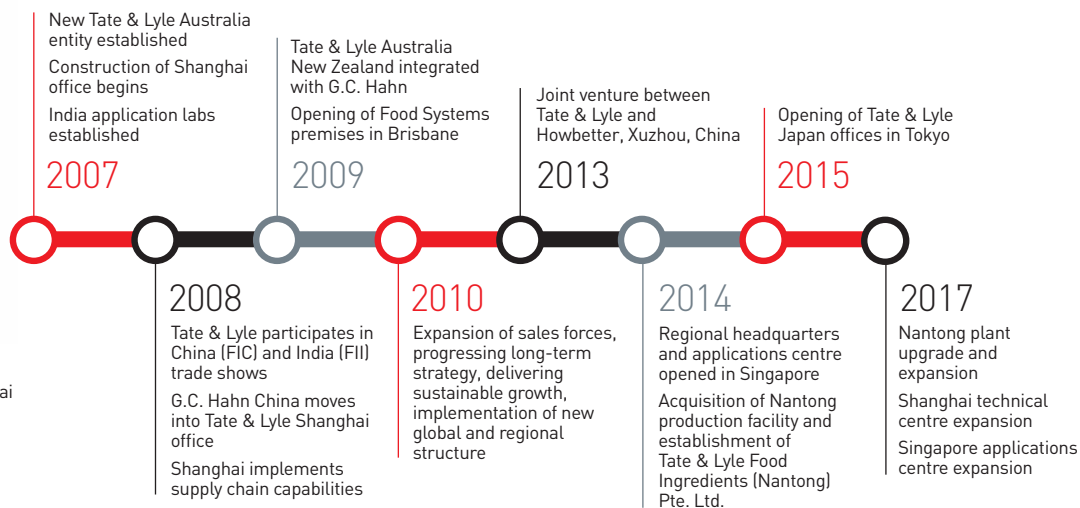 New Tate & Lyle Australia
entity established
Construction of Shanghai
office begins
India application labs
established
2007
Tate & Lyle participates in
China (FIC) and India (FII)
trade shows
G.C. Hahn China moves
into Tate & Lyle Shanghai
office
Shanghai implements
supply chain capabilities
2008
Tate & Lyle Australia
New Zealand integrated
with G.C. Hahn
Opening of Food Systems
premises in Brisbane
2009
2010
Expansion of sales forces,
progressing long-term
strategy, delivering
sustainable growth,
implementation of new
global and regional
structure
Joint venture between
Tate & Lyle and
Howbetter, Xuzhou, China
2013
2014
Regional headquarters
and applications centre
opened in Singapore
Acquisition of Nantong
production facility and
establishment of
Tate & Lyle Food
Ingredients (Nantong)
Pte. Ltd.
Opening of Tate & Lyle
Japan offices in Tokyo
2015
2017
Nantong plant
upgrade and
expansion
Shanghai technical
centre expansion
Singapore applications
centre expansion
ai